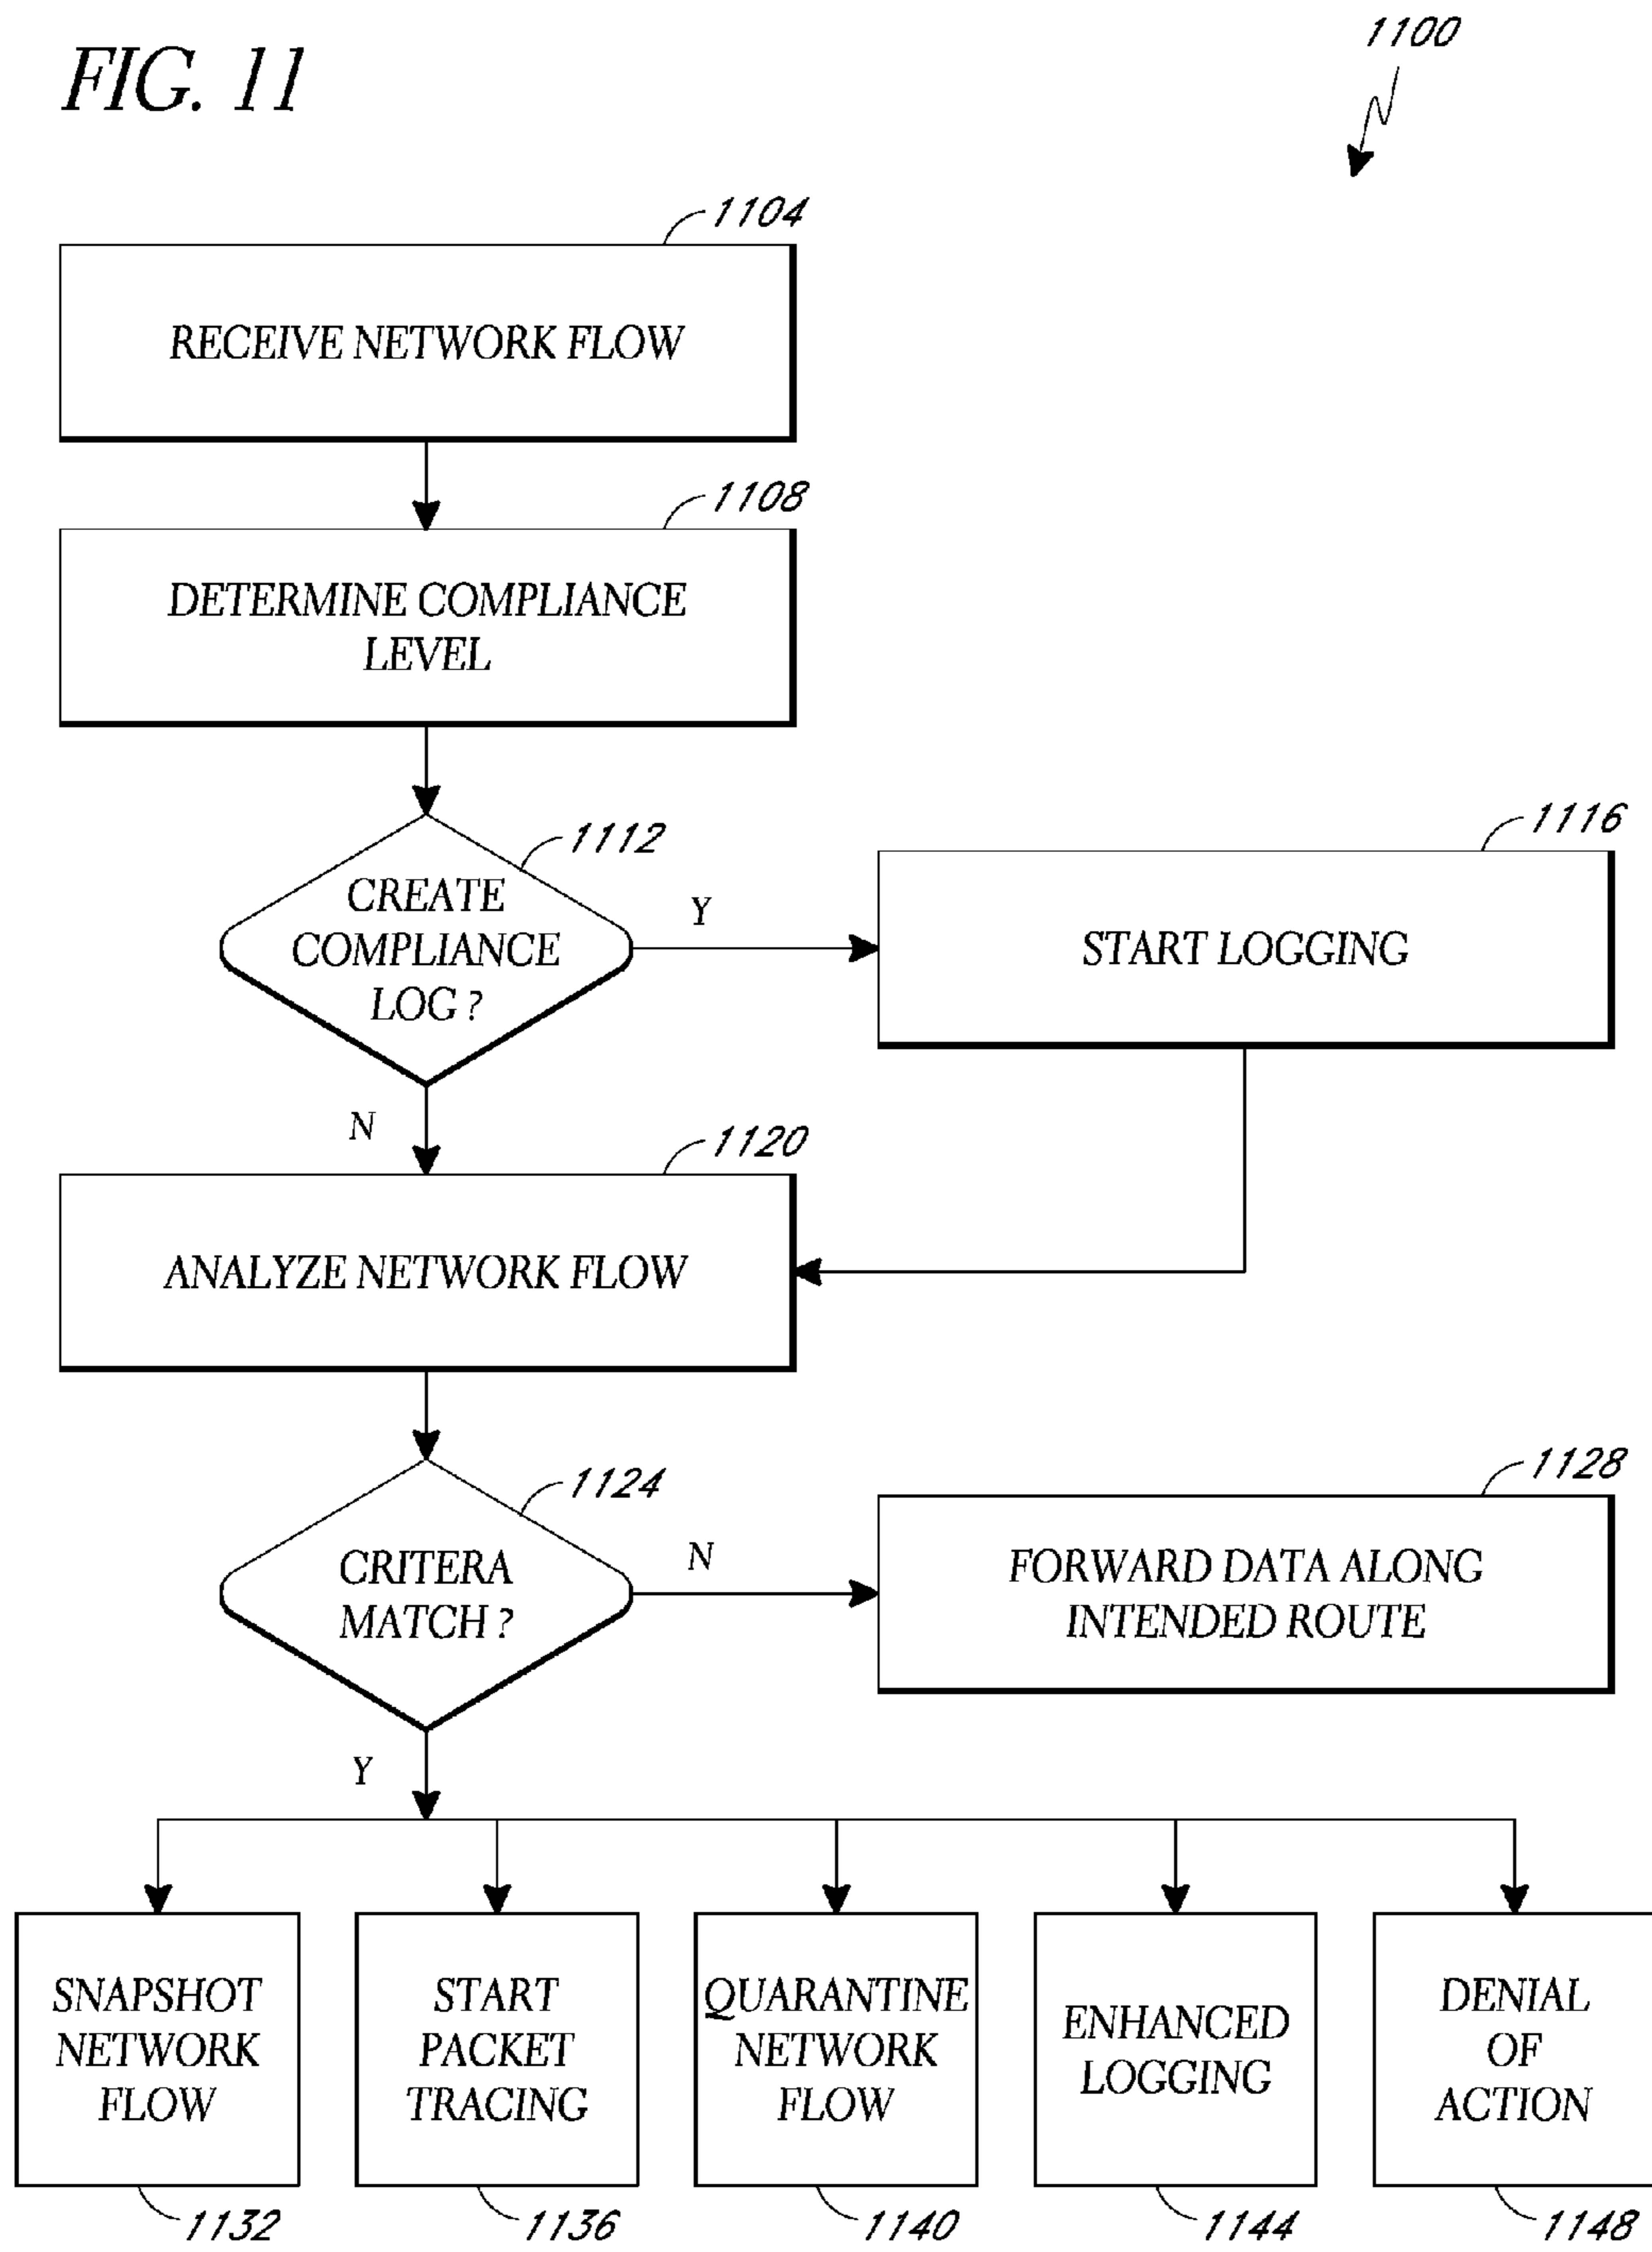 FIG. 11
1100
1104
RECEIVE NETWORK FLOW
1108
DETERMINE COMPLIANCE
LEVEL
1112
CREATE
COMPLIANCE
LOG ?
Y
1116
START LOGGING
N
1120
ANALYZE NETWORK FLOW
1124
CRITERA
MATCH ?
N
1128
FORWARD DATA ALONG
INTENDED ROUTE
Y
SNAPSHOT
NETWORK
FLOW
1132
START
PACKET
TRACING
1136
QUARANTINE
NETWORK
FLOW
1140
ENHANCED
LOGGING
1144
DENIAL
OF
ACTION
1148